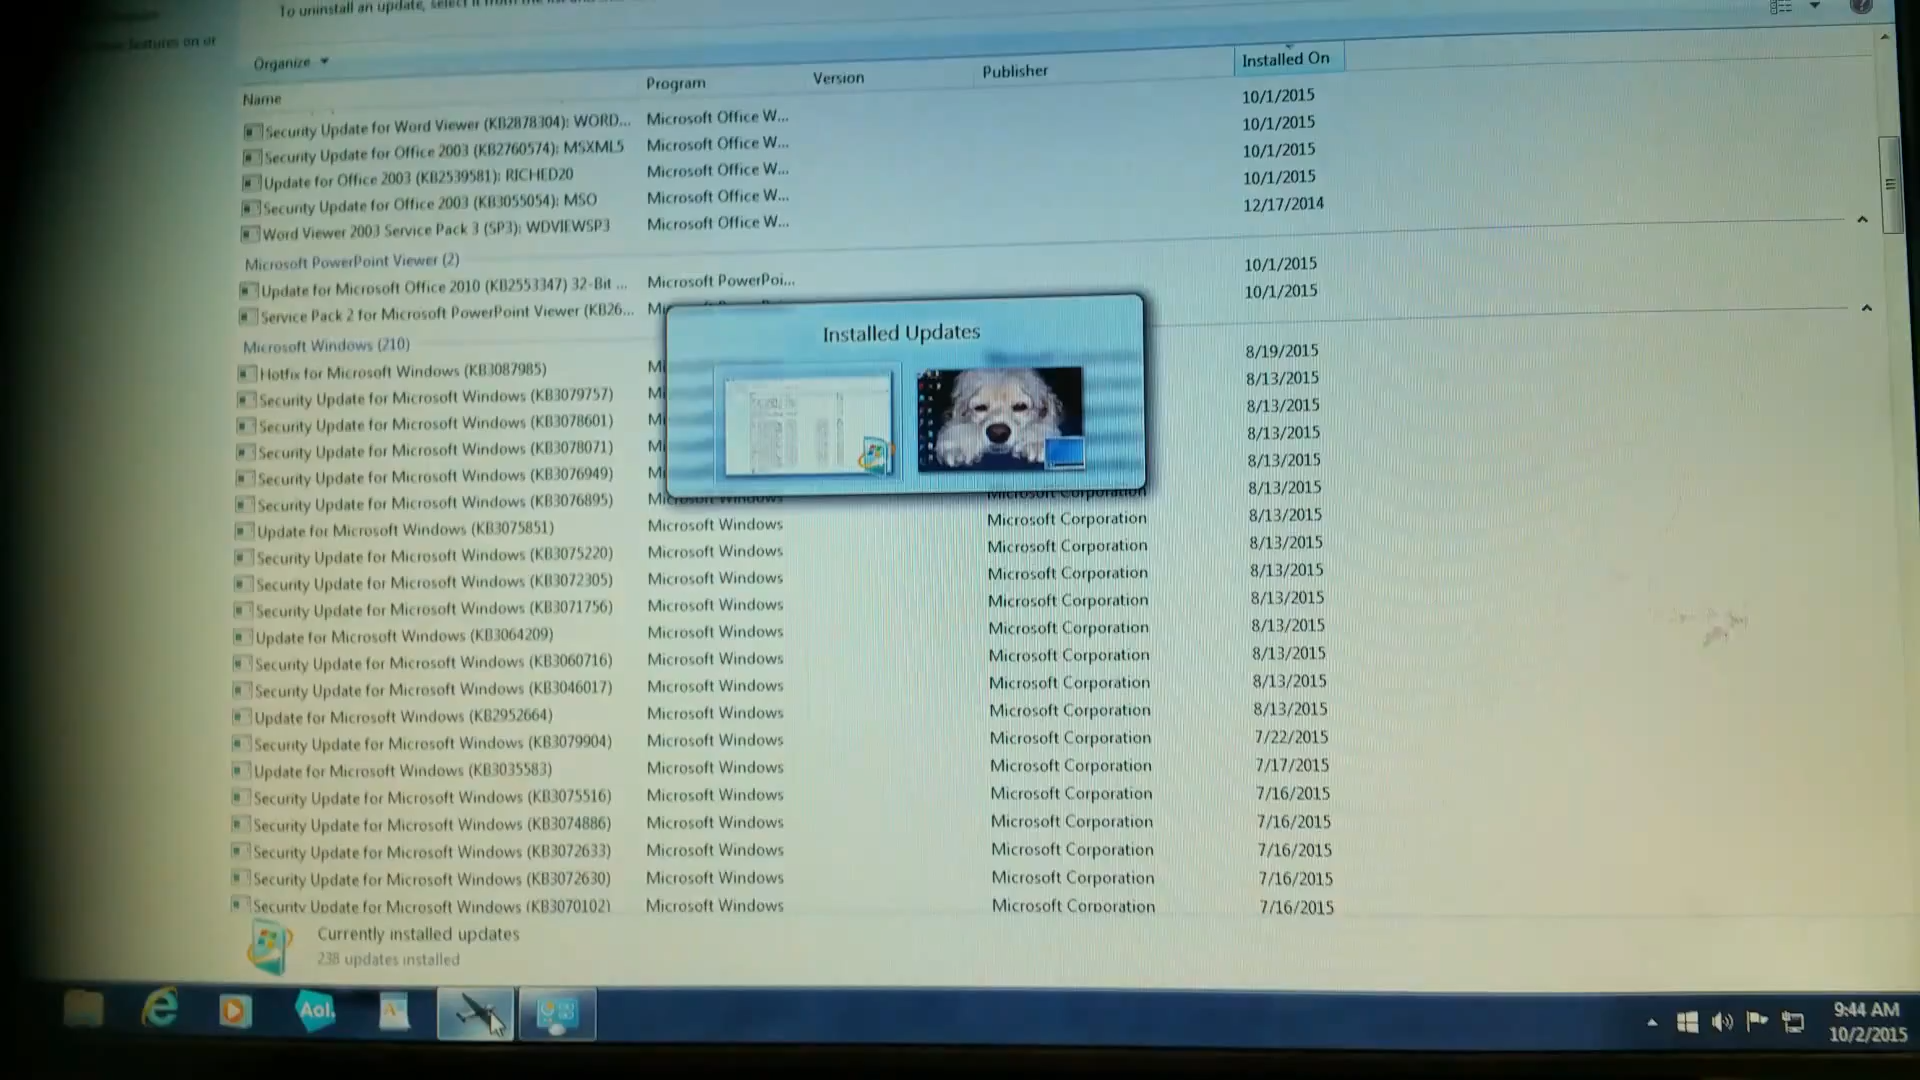 To uninstall an update, select it from the list and
features on or
Organize
Name Program Version Publisher Installed On
Security Update for Word Viewer (KB2878304): WORD... Microsoft Office W... 10/1/2015
Security Update for Office 2003 (KB2760574): MSXML5 Microsoft Office W... 10/1/2015
Update for Office 2003 (KB2539581): RICHED20 Microsoft Office W... 10/1/2015
Security Update for Office 2003 (KB3055054): MSO Microsoft Office W... 10/1/2015
Word Viewer 2003 Service Pack 3 (SP3): WDVIEWSP3 Microsoft Office W... 12/17/2014
Microsoft PowerPoint Viewer (2)
Update for Microsoft Office 2010 (KB2553347) 32-Bit ... Microsoft PowerPoi... 10/1/2015
Service Pack 2 for Microsoft PowerPoint Viewer (KB26... 10/1/2015
Installed Updates
Microsoft Windows (210)
Hotfix for Microsoft Windows (KB3087985) 8/19/2015
Security Update for Microsoft Windows (KB3079757) 8/13/2015
Security Update for Microsoft Windows (KB3078601) 8/13/2015
Security Update for Microsoft Windows (KB3078071) 8/13/2015
Security Update for Microsoft Windows (KB3076949) 8/13/2015
Security Update for Microsoft Windows (KB3076895) Microsoft Windows Microsoft Corporation 8/13/2015
Update for Microsoft Windows (KB3075851) Microsoft Windows Microsoft Corporation 8/13/2015
Security Update for Microsoft Windows (KB3075220) Microsoft Windows Microsoft Corporation 8/13/2015
Security Update for Microsoft Windows (KB3072305) Microsoft Windows Microsoft Corporation 8/13/2015
Security Update for Microsoft Windows (KB3071756) Microsoft Windows Microsoft Corporation 8/13/2015
Update for Microsoft Windows (KB3064209) Microsoft Windows Microsoft Corporation 8/13/2015
Security Update for Microsoft Windows (KB3060716) Microsoft Windows Microsoft Corporation 8/13/2015
Security Update for Microsoft Windows (KB3046017) Microsoft Windows Microsoft Corporation 8/13/2015
Update for Microsoft Windows (KB2952664) Microsoft Windows Microsoft Corporation 8/13/2015
Security Update for Microsoft Windows (KB3079904) Microsoft Windows Microsoft Corporation 7/22/2015
Update for Microsoft Windows (KB3035583) Microsoft Windows Microsoft Corporation 7/17/2015
Security Update for Microsoft Windows (KB3075516) Microsoft Windows Microsoft Corporation 7/16/2015
Security Update for Microsoft Windows (KB3074886) Microsoft Windows Microsoft Corporation 7/16/2015
Security Update for Microsoft Windows (KB3072633) Microsoft Windows Microsoft Corporation 7/16/2015
Security Update for Microsoft Windows (KB3072630) Microsoft Windows Microsoft Corporation 7/16/2015
Security Update for Microsoft Windows (KB3070102) Microsoft Windows Microsoft Corporation 7/16/2015
Currently installed updates
238 updates installed
Aol.
9:44 AM
10/2/2015